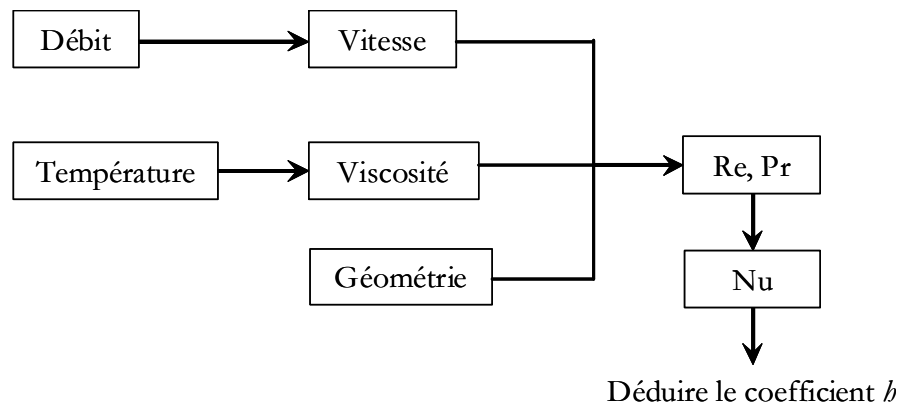 Débit
Vitesse
Température
Viscosité
Re, Pr
Géométrie
Nu
Déduire le coefficient h